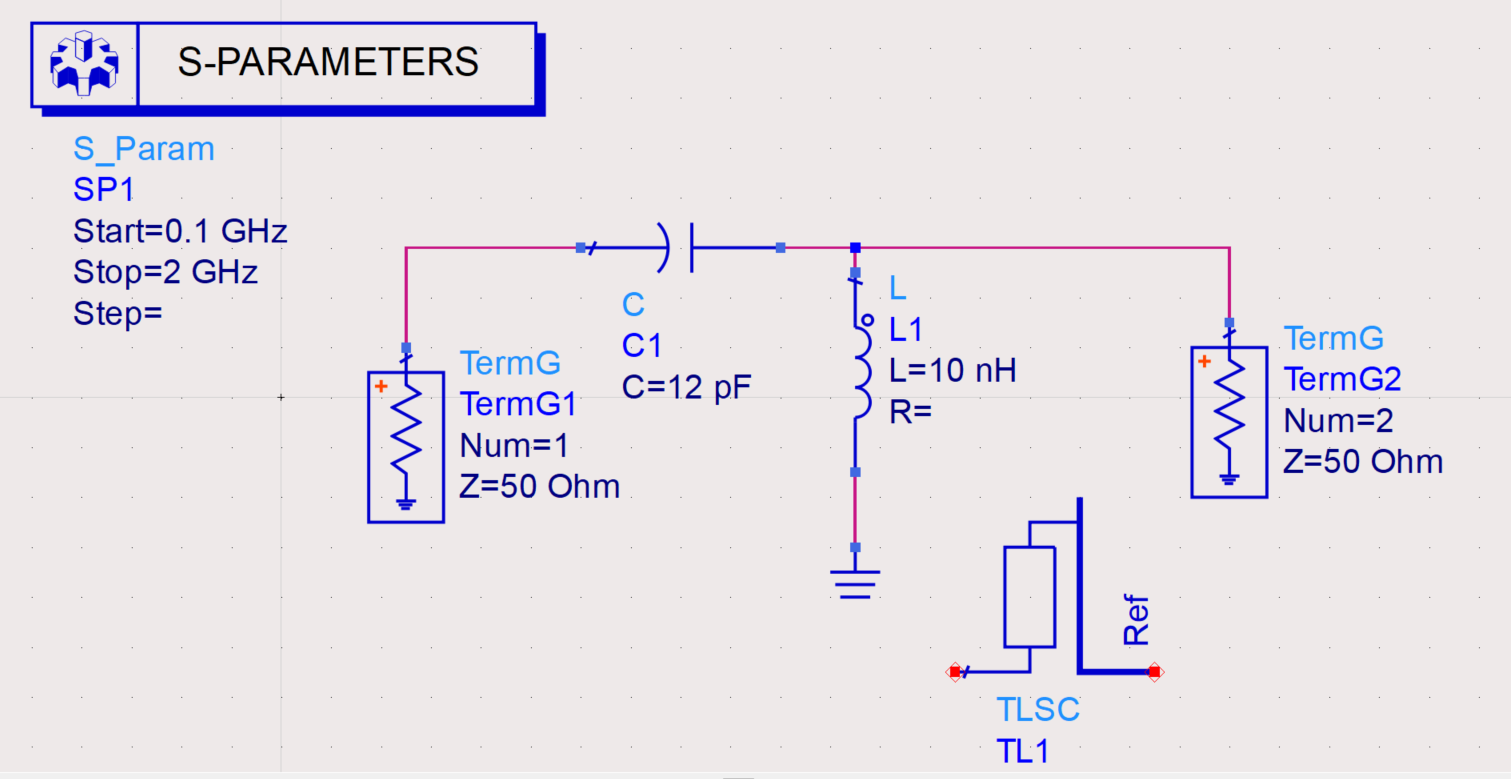 S-PARAMETERS
S_Param
SP1
Start=0.1 GHz
Stop=2 GHz
Step=
TermG
TermG1
Num=1
Z=50 Ohm
C
C1
C=12 pF
L
L1
L=10 nH
R=
TermG
TermG2
Num=2
Z=50 Ohm
Ref
TLSC
TL1